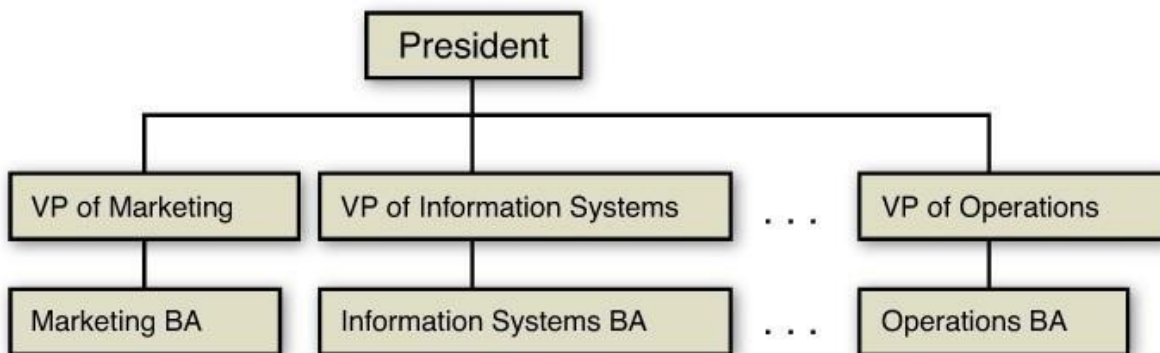 President
VP of Marketing
VP of Information Systems
. . .
VP of Operations
Marketing BA
Information Systems BA
. . .
Operations BA